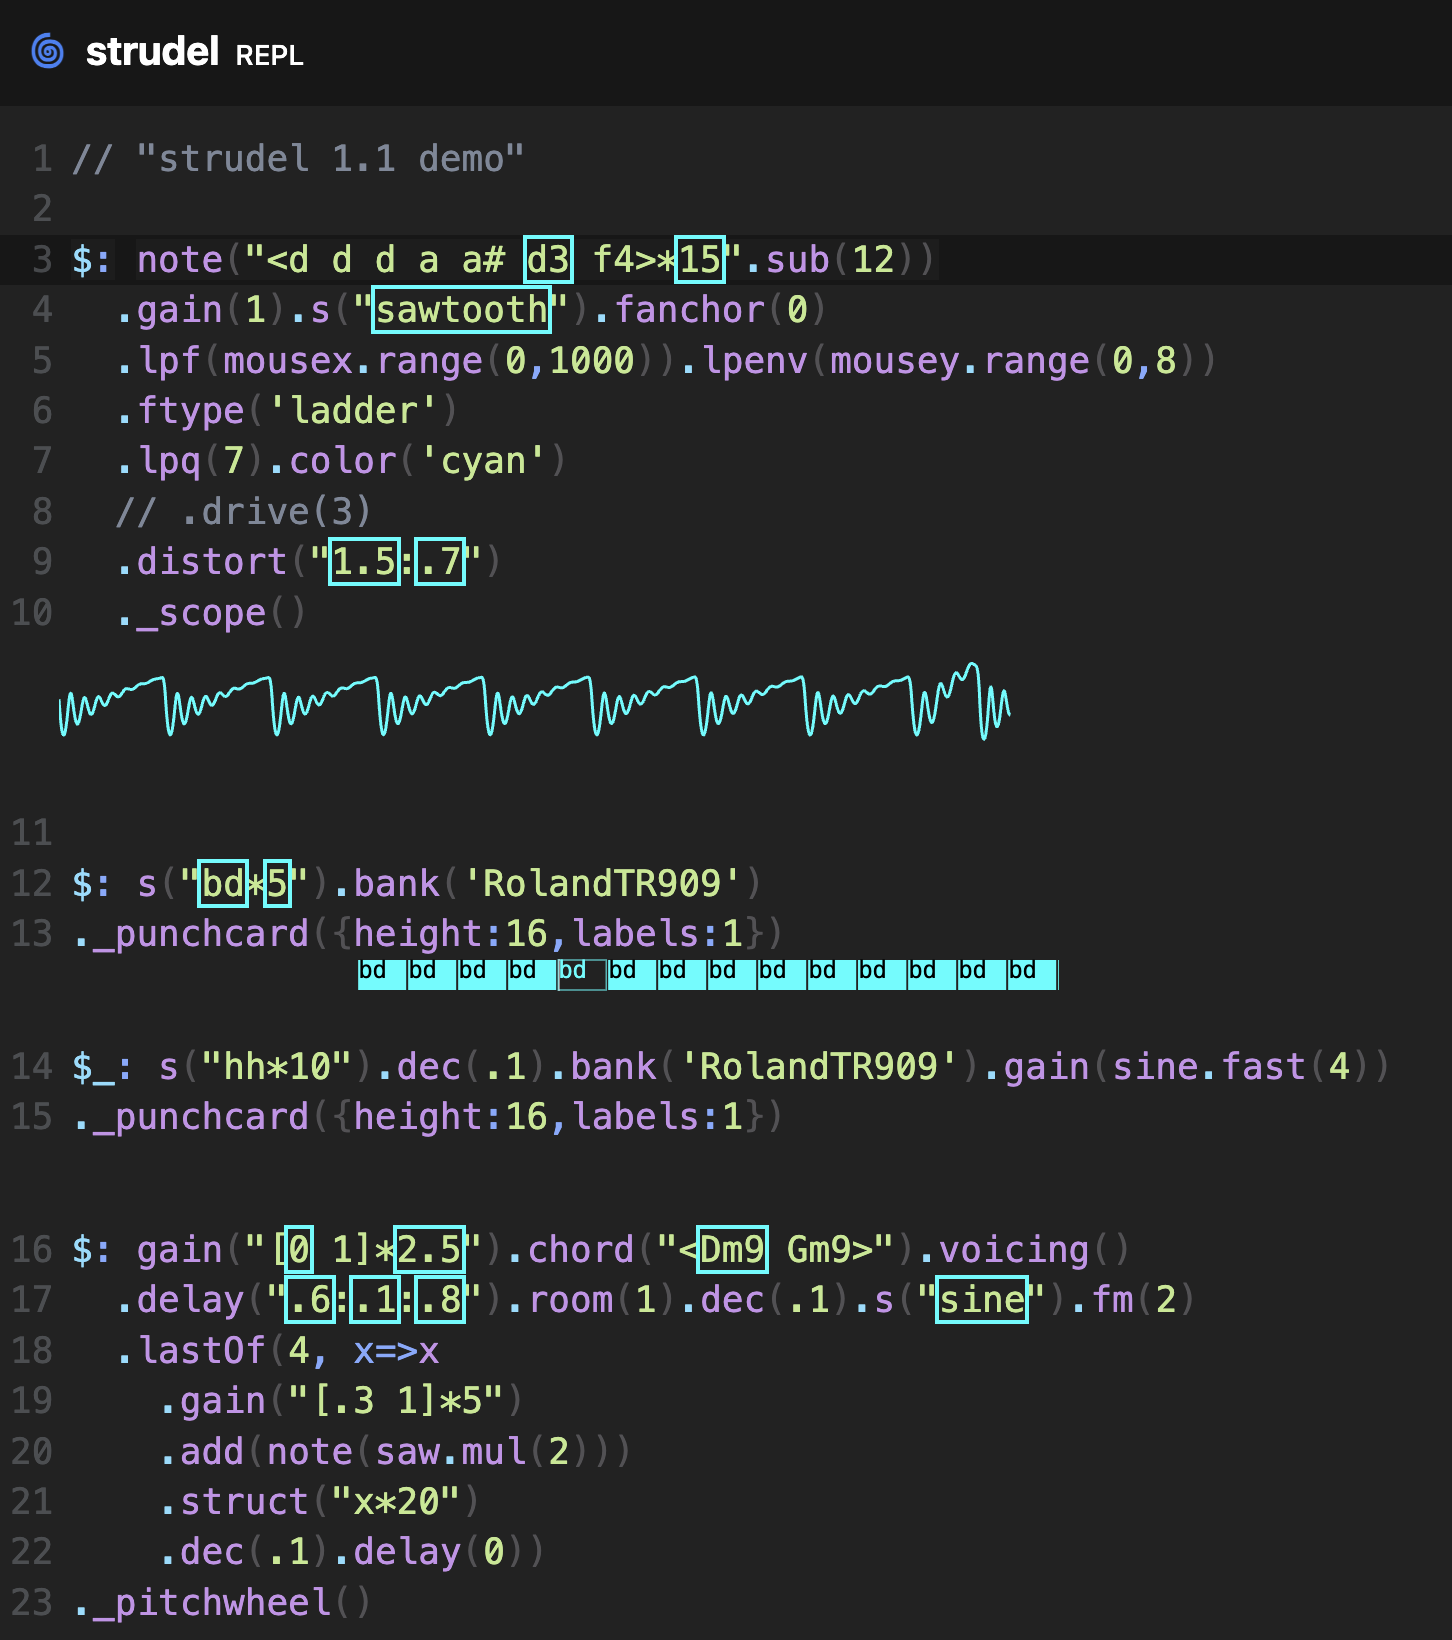 strudel REPL
1 // "strudel 1.1 demo"
2
3 $: note("<d d d a a# d3 f4>*15".sub(12))
4 .gain(1).s("sawtooth").fanchor(0)
5 .lpf(mousex.range(0,1000)).lpenv(mousey.range(0,8))
6 .ftype('ladder')
7 .lpq(7).color('cyan')
8 // .drive(3)
9 .distort("1.5:.7")
10 ._scope()
11
12 $: s("bd*5").bank('RolandTR909')
13 ._punchcard({height:16,labels:1})
bd bd bd bd bd bd bd bd bd bd bd bd bd bd
14 $_: s("hh*10").dec(.1).bank('RolandTR909').gain(sine.fast(4))
15 ._punchcard({height:16,labels:1})
16 $: gain("[0 1]*2.5").chord("<Dm9 Gm9>").voicing()
17 .delay(".6:.1:.8").room(1).dec(.1).s("sine").fm(2)
18 .lastOf(4, x=>x
19 .gain("[.3 1]*5")
20 .add(note(saw.mul(2)))
21 .struct("x*20")
22 .dec(.1).delay(0))
23 ._pitchwheel()